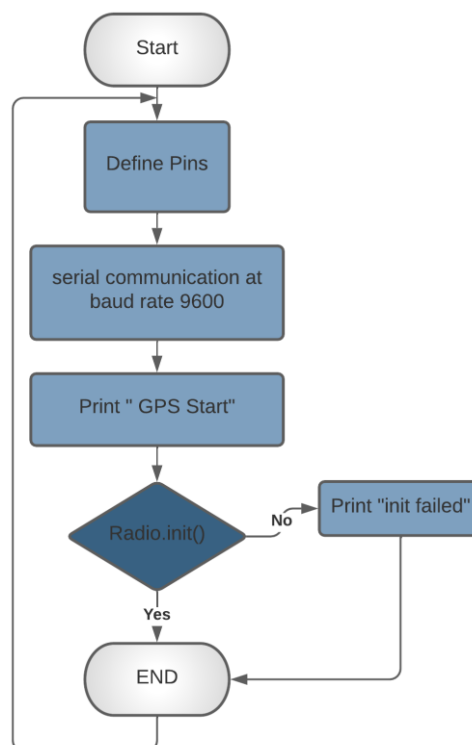 Start
Define Pins
serial communication at
baud rate 9600
Print " GPS Start"
Radio.init()
No
Print "init failed"
Yes
END